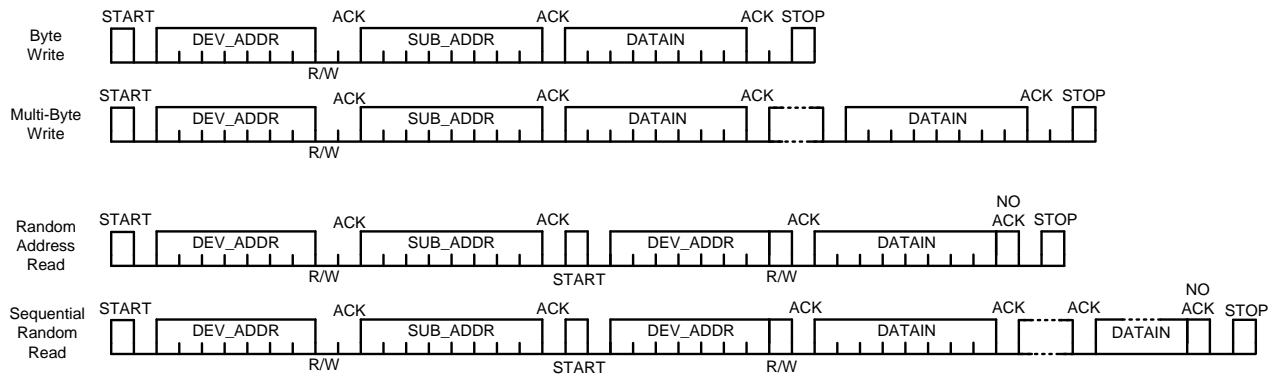 START ACK ACK ACK STOP
Byte
Write
DEV_ADDR SUB_ADDR DATAIN
R/W
START ACK ACK ACK ACK STOP
Multi-Byte
Write
DEV_ADDR SUB_ADDR DATAIN DATAIN
R/W
NO
START ACK ACK ACK ACK STOP
Random
Address
Read
DEV_ADDR SUB_ADDR DEV_ADDR DATAIN
R/W START R/W
NO
START ACK ACK ACK ACK ACK ACK STOP
Sequential
Random
Read
DEV_ADDR SUB_ADDR DEV_ADDR DATAIN DATAIN
R/W START R/W